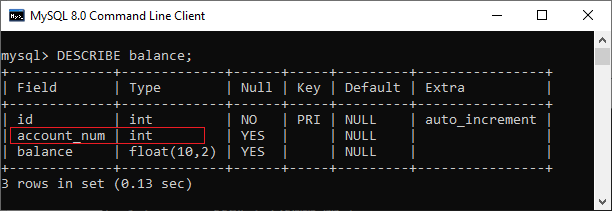 MySQL 8.0 Command Line Client
mysql> DESCRIBE balance;
+-------------+-------------+------+-----+---------+----------------+
| Field       | Type        | Null | Key | Default | Extra          |
+-------------+-------------+------+-----+---------+----------------+
| id          | int         | NO   | PRI | NULL    | auto_increment |
| account_num | int         | YES  |     | NULL    |                |
| balance     | float(10,2) | YES  |     | NULL    |                |
+-------------+-------------+------+-----+---------+----------------+
3 rows in set (0.13 sec)